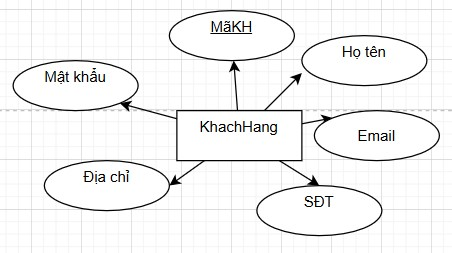 MãKH
Họ tên
Mật khẩu
KhachHang
Email
Địa chỉ
SĐT